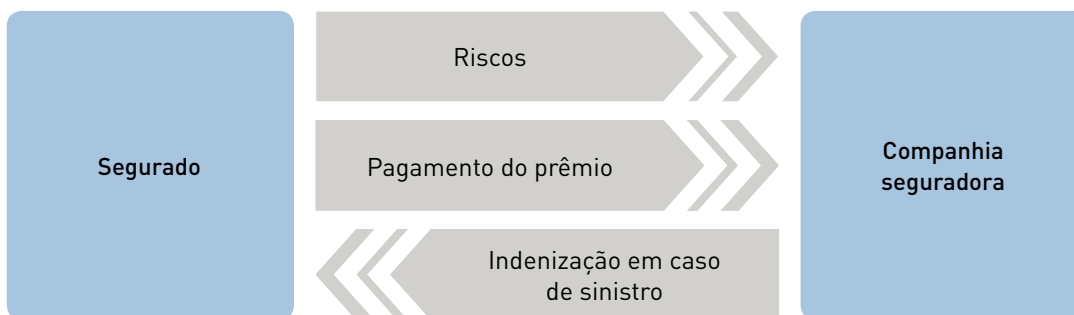 Riscos
Segurado
Pagamento do prêmio
Companhia
seguradora
Indenização em caso
de sinistro